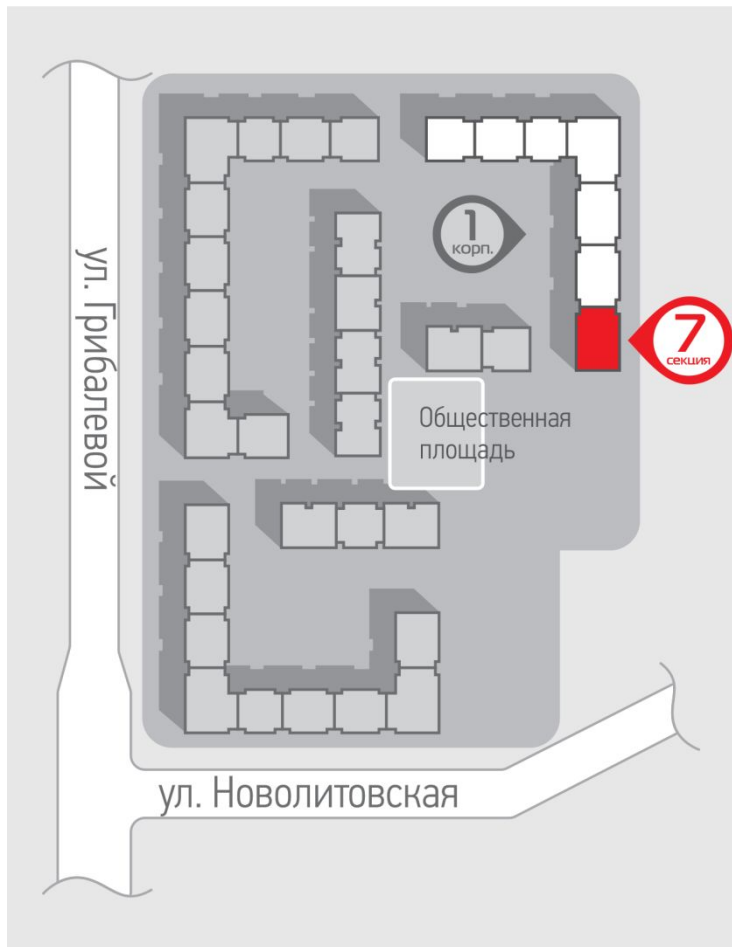 1
корп.
ул. Грибалевой
7
секция
Общественная
площадь
ул. Новолитовская